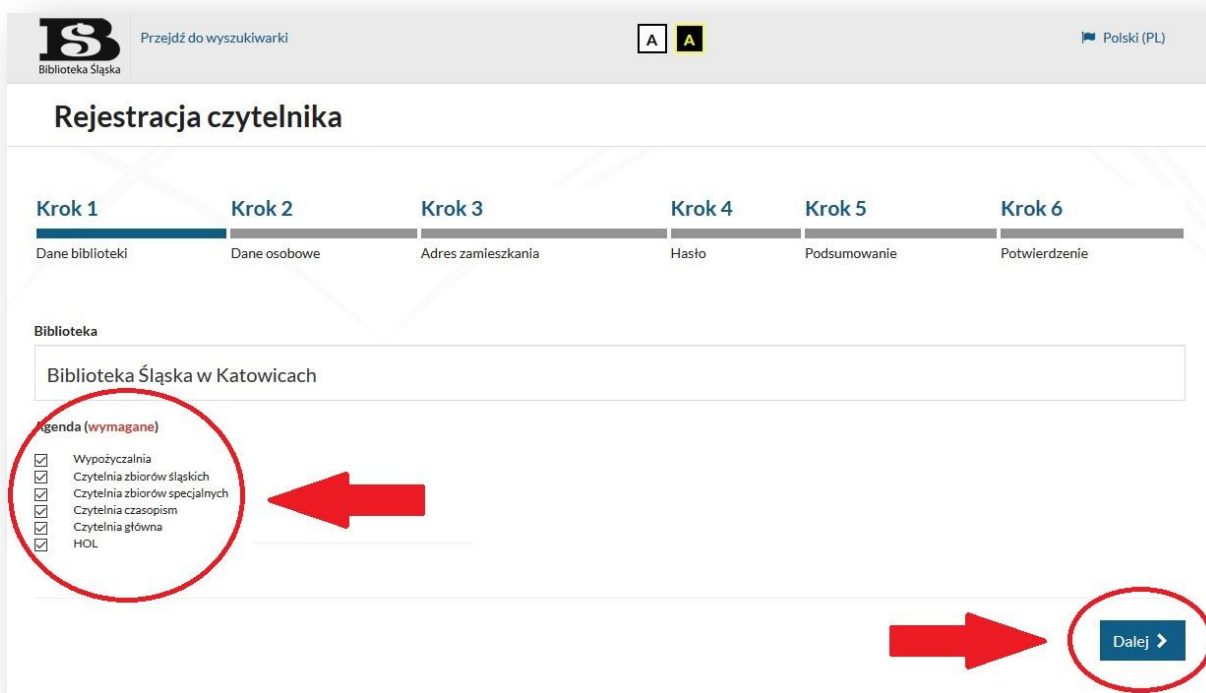 BS
Biblioteka Śląska
Przejdź do wyszukiwarki
A A
Polski (PL)
Rejestracja czytelnika
Krok 1 Krok 2 Krok 3 Krok 4 Krok 5 Krok 6
Dane biblioteki Dane osobowe Adres zamieszkania Hasło Podsumowanie Potwierdzenie
Biblioteka
Biblioteka Śląska w Katowicach
Agenda (wymagane)
Wypożyczalnia
Czytelnia zbiorów śląskich
Czytelnia zbiorów specjalnych
Czytelnia czasopism
Czytelnia główna
HOL
Dalej